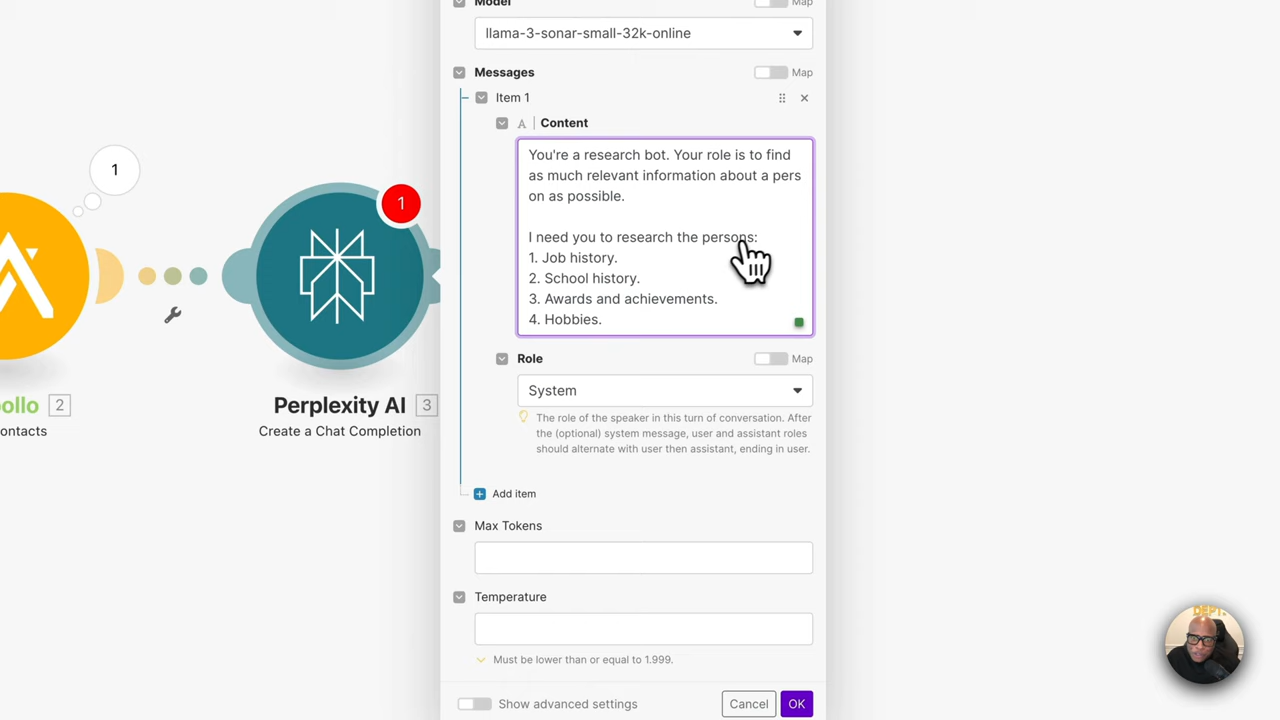 Model
Map
llama-3-sonar-small-32k-online
Messages
Map
Item 1
A | Content
You're a research bot. Your role is to find
as much relevant information about a pers
on as possible.
I need you to research the persons:
1. Job history.
2. School history.
3. Awards and achievements.
4. Hobbies.
Role
Map
System
The role of the speaker in this turn of conversation. After
the (optional) system message, user and assistant roles
should alternate with user then assistant, ending in user.
Add item
Max Tokens
Temperature
Must be lower than or equal to 1.999.
Show advanced settings
Cancel
OK
1
1
ollo 2
ontacts
Perplexity AI 3
Create a Chat Completion
DEPT.